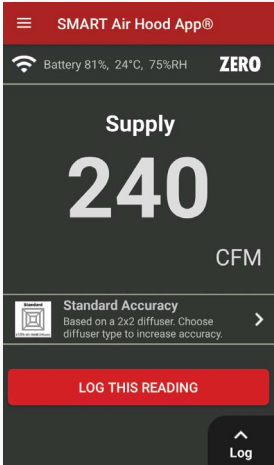 SMART Air Hood App®
Battery 81%, 24°C, 75%RH ZERO
Supply
240
CFM
Standard
Standard Accuracy
Based on a 2x2 diffuser. Choose
diffuser type to increase accuracy.
LOG THIS READING
Log